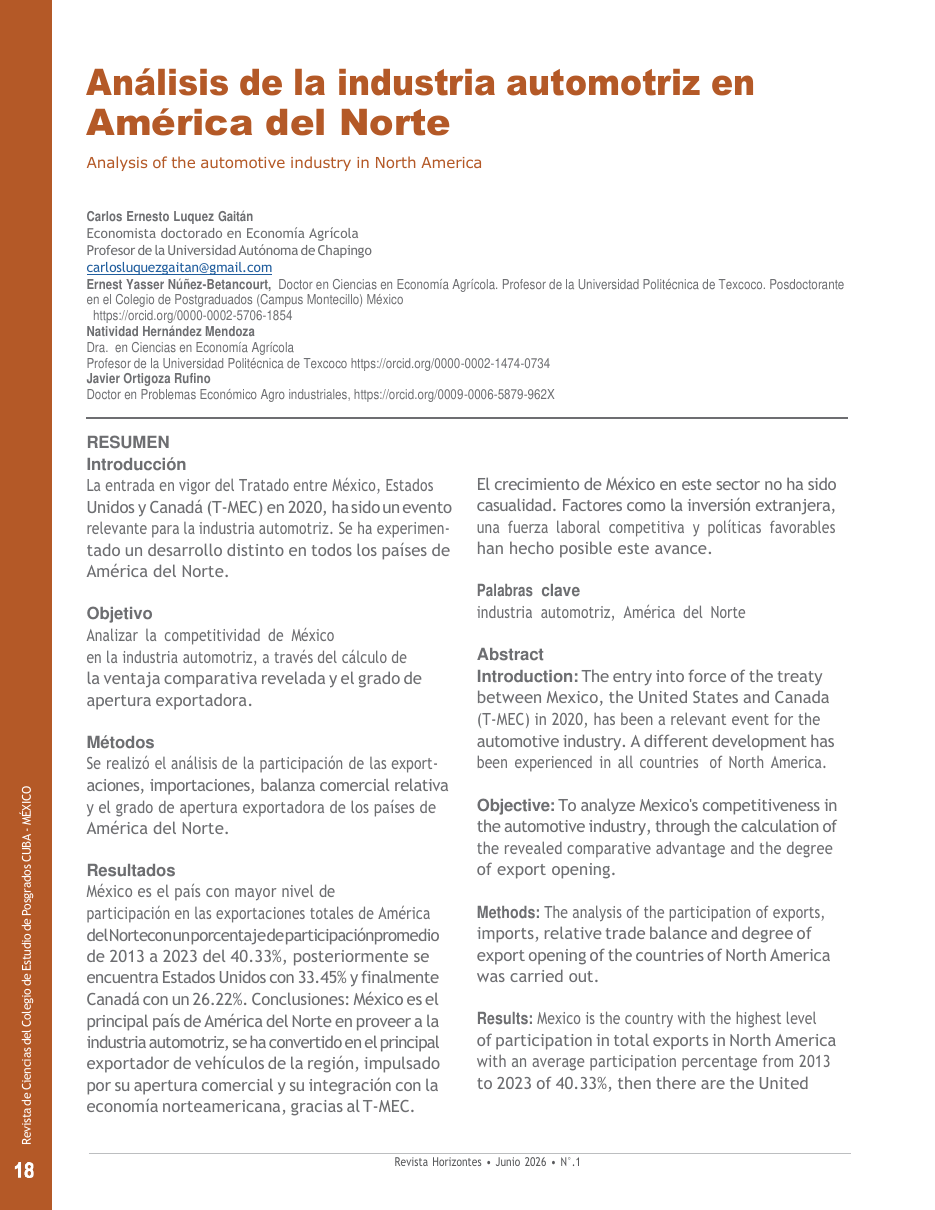 Análisis de la industria automotriz en
América del Norte
Analysis of the automotive industry in North America
Carlos Ernesto Luquez Gaitán
Economista doctorado en Economía Agrícola
Profesor de la Universidad Autónoma de Chapingo
carlosluquezgaitan@gmail.com
Ernest Yasser Núñez-Betancourt, Doctor en Ciencias en Economía Agrícola. Profesor de la Universidad Politécnica de Texcoco. Posdoctorante
en el Colegio de Postgraduados (Campus Montecillo) México
https://orcid.org/0000-0002-5706-1854
Natividad Hernández Mendoza
Dra. en Ciencias en Economía Agrícola
Profesor de la Universidad Politécnica de Texcoco https://orcid.org/0000-0002-1474-0734
Javier Ortigoza Rufino
Doctor en Problemas Económico Agro industriales, https://orcid.org/0009-0006-5879-962X
RESUMEN
Introducción
La entrada en vigor del Tratado entre México, Estados
Unidos y Canadá (T-MEC) en 2020, ha sido un evento
relevante para la industria automotriz. Se ha experimen-
tado un desarrollo distinto en todos los países de
América del Norte.
Objetivo
Analizar la competitividad de México
en la industria automotriz, a través del cálculo de
la ventaja comparativa revelada y el grado de
apertura exportadora.
Métodos
Se realizó el análisis de la participación de las export-
aciones, importaciones, balanza comercial relativa
y el grado de apertura exportadora de los países de
América del Norte.
Resultados
México es el país con mayor nivel de
participación en las exportaciones totales de América
del Norte con un porcentaje de participación promedio
de 2013 a 2023 del 40.33%, posteriormente se
encuentra Estados Unidos con 33.45% y finalmente
Canadá con un 26.22%. Conclusiones: México es el
principal país de América del Norte en proveer a la
industria automotriz, se ha convertido en el principal
exportador de vehículos de la región, impulsado
por su apertura comercial y su integración con la
economía norteamericana, gracias al T-MEC.
El crecimiento de México en este sector no ha sido
casualidad. Factores como la inversión extranjera,
una fuerza laboral competitiva y políticas favorables
han hecho posible este avance.
Palabras clave
industria automotriz, América del Norte
Abstract
Introduction: The entry into force of the treaty
between Mexico, the United States and Canada
(T-MEC) in 2020, has been a relevant event for the
automotive industry. A different development has
been experienced in all countries of North America.
Objective: To analyze Mexico's competitiveness in
the automotive industry, through the calculation of
the revealed comparative advantage and the degree
of export opening.
Methods: The analysis of the participation of exports,
imports, relative trade balance and degree of
export opening of the countries of North America
was carried out.
Results: Mexico is the country with the highest level
of participation in total exports in North America
with an average participation percentage from 2013
to 2023 of 40.33%, then there are the United
Revista de Ciencias del Colegio de Estudio de Posgrados CUBA - MÉXICO
18
Revista Horizontes • Junio 2026 • N°.1